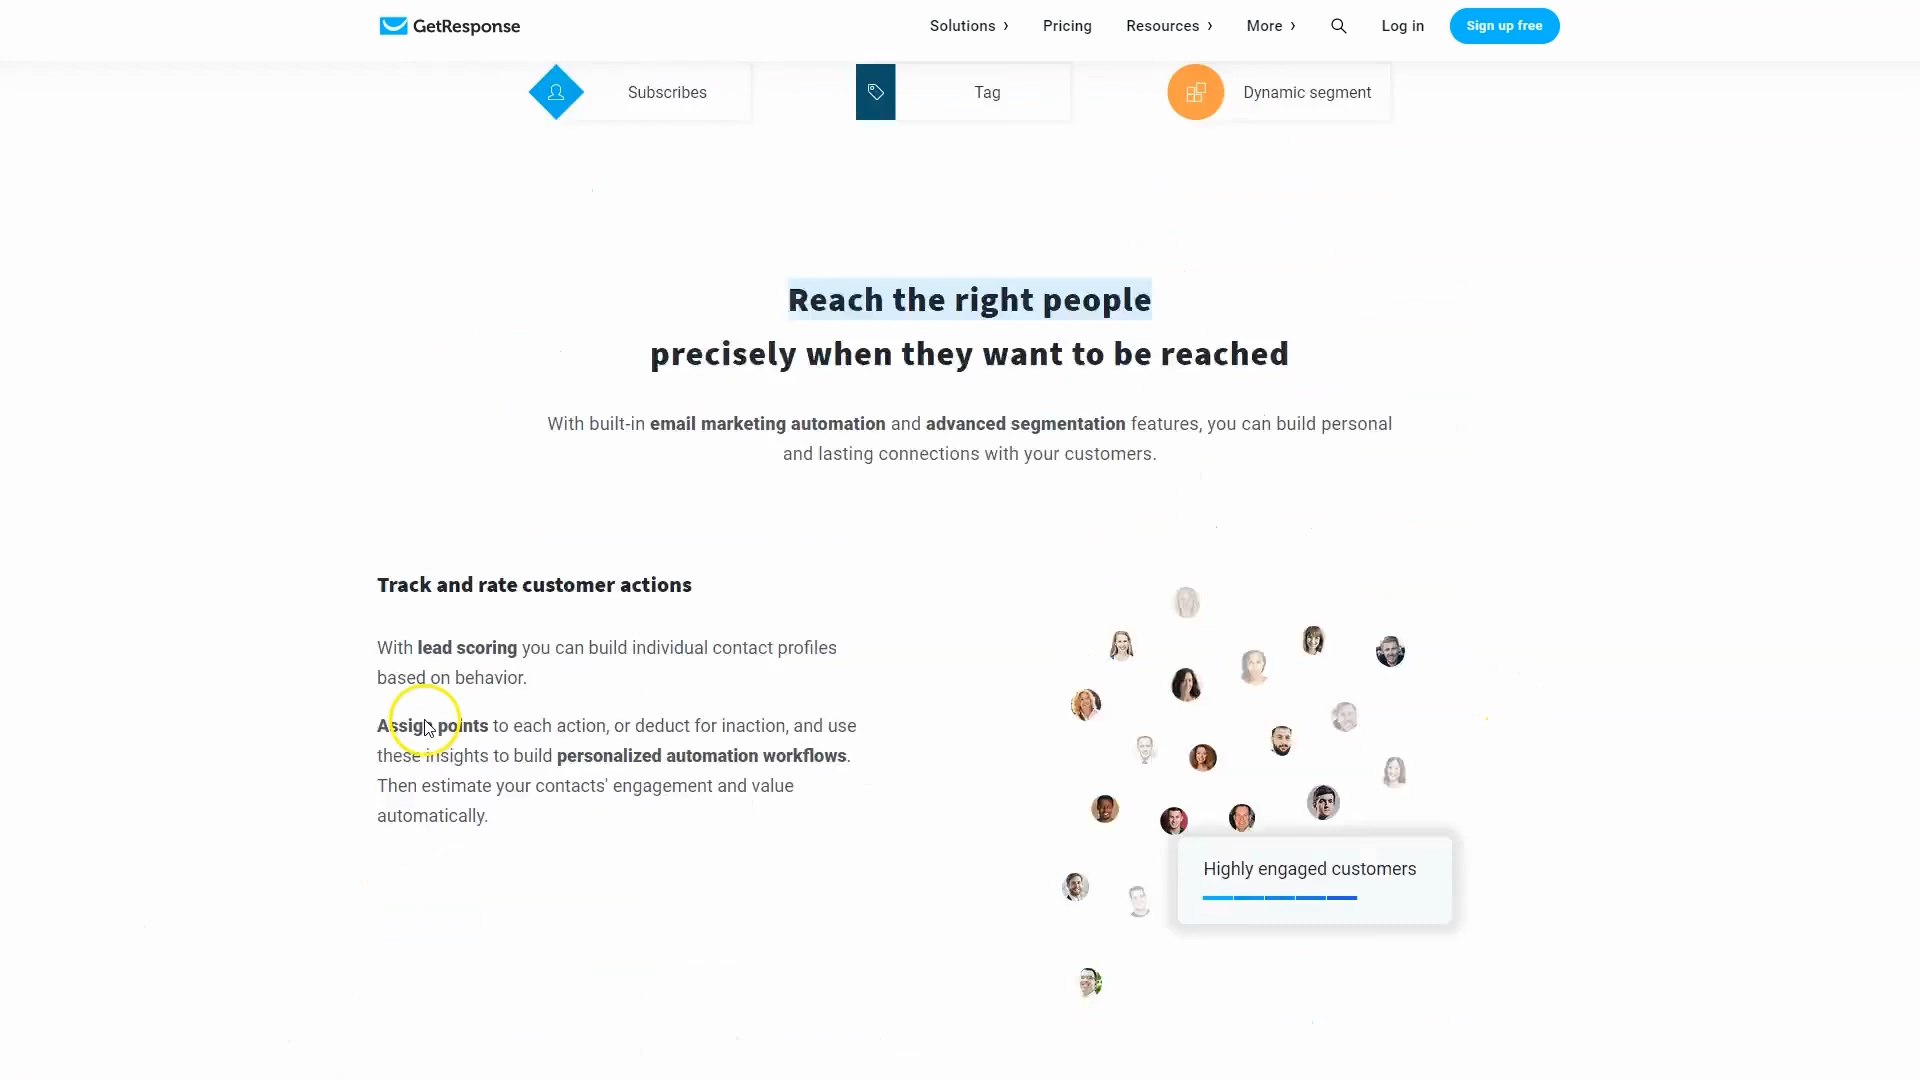 GetResponse
Solutions ›
Pricing
Resources ›
More ›
Log in
Sign up free
Subscribes
Tag
Dynamic segment
Reach the right people
precisely when they want to be reached
With built-in email marketing automation and advanced segmentation features, you can build personal
and lasting connections with your customers.
Track and rate customer actions
With lead scoring you can build individual contact profiles
based on behavior.
Assign points to each action, or deduct for inaction, and use
these insights to build personalized automation workflows.
Then estimate your contacts' engagement and value
automatically.
Highly engaged customers